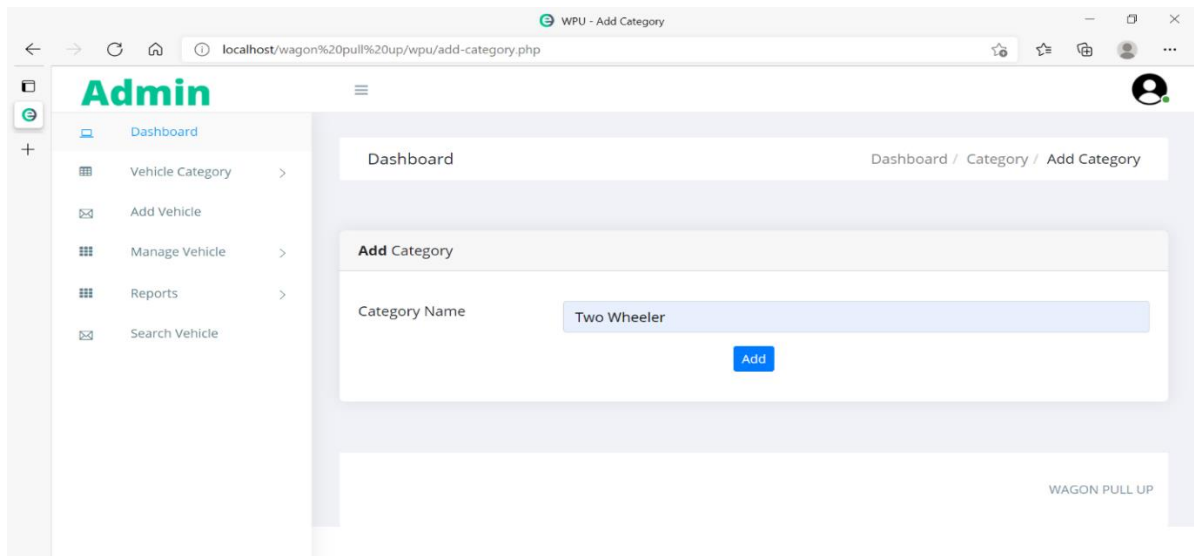 WPU - Add Category
localhost/wagon%20pull%20up/wpu/add-category.php
Admin
Dashboard
Vehicle Category
Add Vehicle
Manage Vehicle
Reports
Search Vehicle
Dashboard
Dashboard / Category / Add Category
Add Category
Category Name
Two Wheeler
Add
WAGON PULL UP